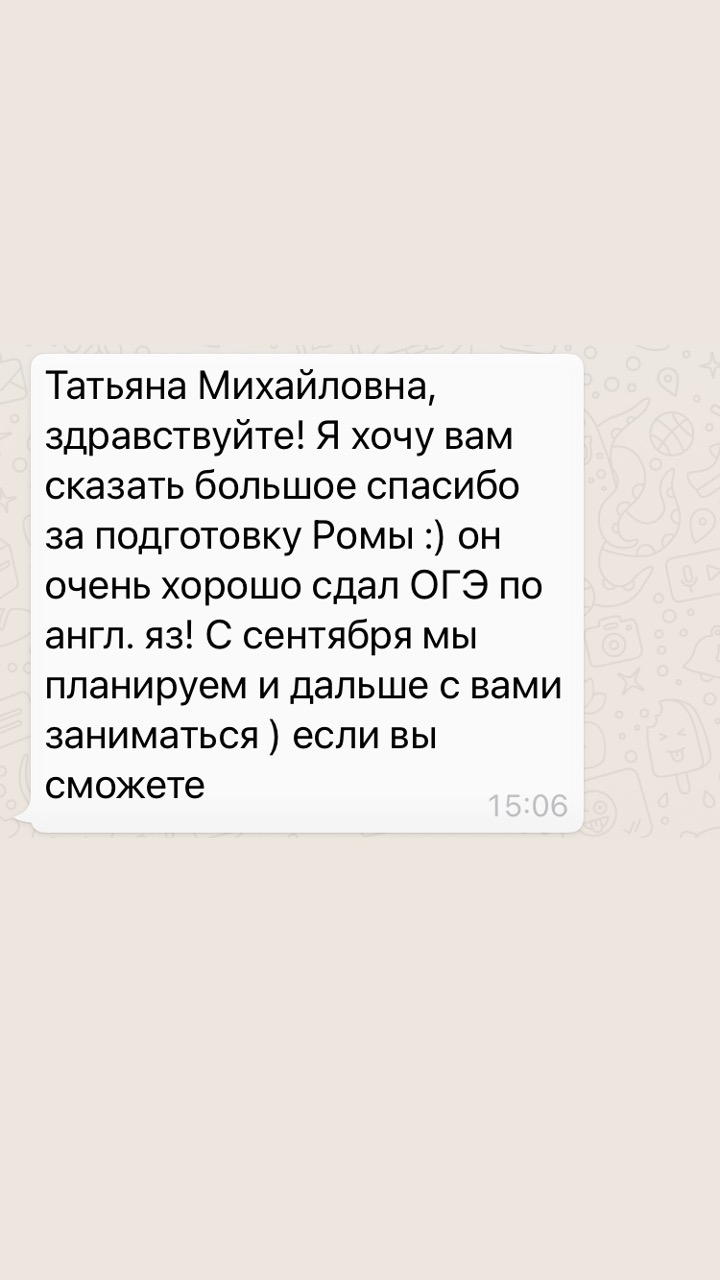 Татьяна Михайловна,
здравствуйте! Я хочу вам
сказать большое спасибо
за подготовку Ромы :) он
очень хорошо сдал ОГЭ по
англ. яз! С сентября мы
планируем и дальше с вами
заниматься ) если вы
сможете
15:06